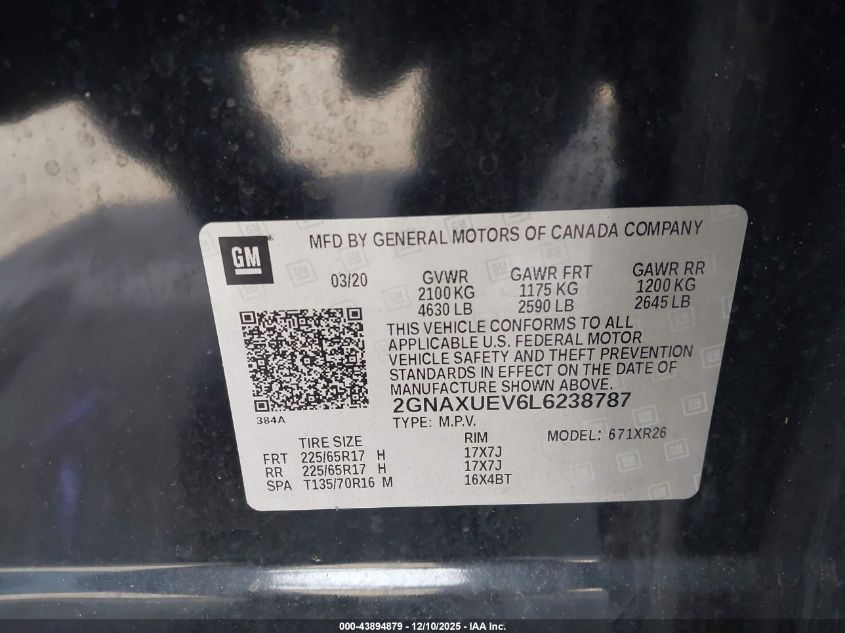 GM
MFD BY GENERAL MOTORS OF CANADA COMPANY
03/20 GVWR GAWR FRT GAWR RR
2100 KG 1175 KG 1200 KG
4630 LB 2590 LB 2645 LB
THIS VEHICLE CONFORMS TO ALL
APPLICABLE U.S. FEDERAL MOTOR
VEHICLE SAFETY AND THEFT PREVENTION
STANDARDS IN EFFECT ON THE DATE OF
MANUFACTURE SHOWN ABOVE.
2GNAXUEV6L6238787
384A
TYPE: M.P.V.
TIRE SIZE RIM MODEL: 671XR26
FRT 225/65R17 H 17X7J
RR 225/65R17 H 17X7J
SPA T135/70R16 M 16X4BT
000-43894879 - 12/10/2025 - IAA Inc.